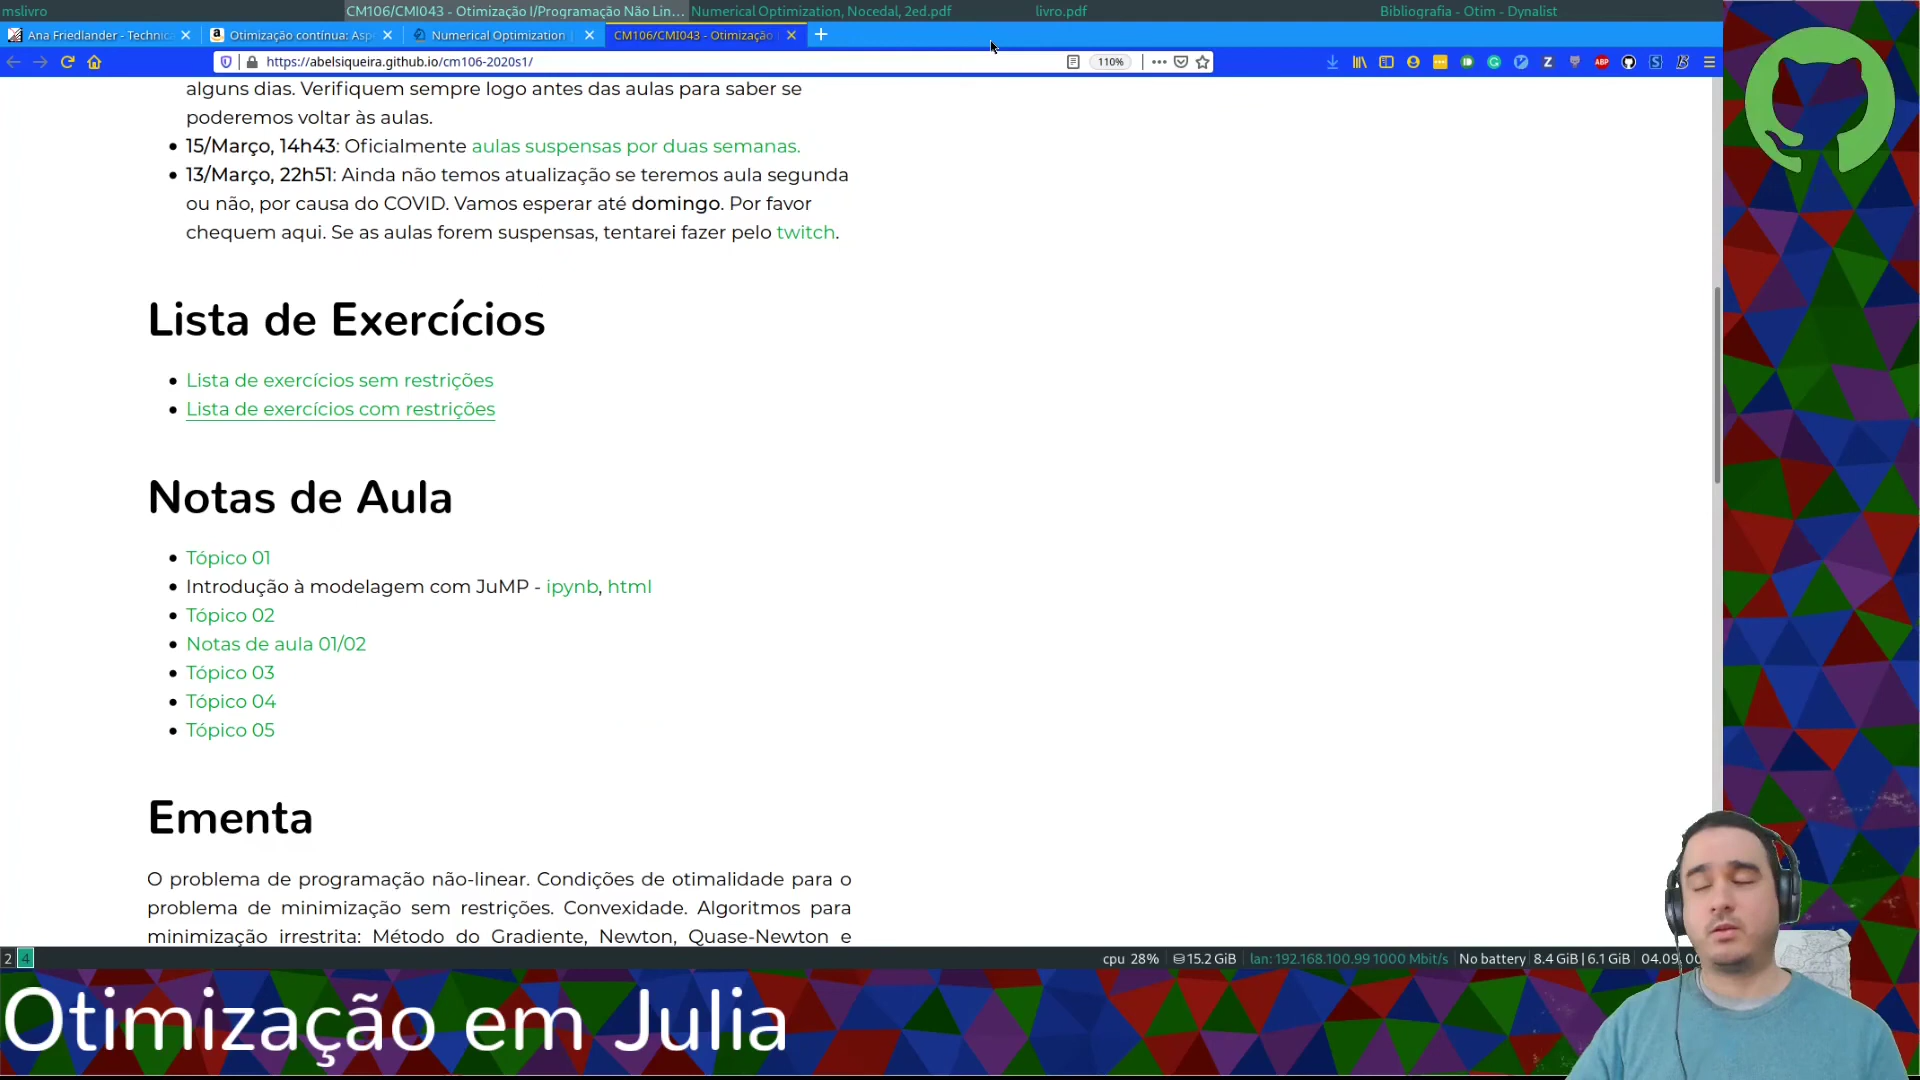 mslivro
CM106/CMI043 - Otimização I/Programação Não Lin...
Numerical Optimization, Nocedal, 2ed.pdf
livro.pdf
Bibliografia - Otim - Dynalist
Ana Friedlander - Technica
Otimização contínua: Asp
Numerical Optimization
CM106/CMI043 - Otimização
https://abelsiqueira.github.io/cm106-2020s1/
110%
ABP
alguns dias. Verifiquem sempre logo antes das aulas para saber se
poderemos voltar às aulas.
15/Março, 14h43: Oficialmente aulas suspensas por duas semanas.
13/Março, 22h51: Ainda não temos atualização se teremos aula segunda
ou não, por causa do COVID. Vamos esperar até domingo. Por favor
chequem aqui. Se as aulas forem suspensas, tentarei fazer pelo twitch.
Lista de Exercícios
Lista de exercícios sem restrições
Lista de exercícios com restrições
Notas de Aula
Tópico 01
Introdução à modelagem com JuMP - ipynb, html
Tópico 02
Notas de aula 01/02
Tópico 03
Tópico 04
Tópico 05
Ementa
O problema de programação não-linear. Condições de otimalidade para o
problema de minimização sem restrições. Convexidade. Algoritmos para
minimização irrestrita: Método do Gradiente, Newton, Quase-Newton e
2 4
cpu 28% 15.2 GiB lan: 192.168.100.99 1000 Mbit/s No battery 8.4 GiB | 6.1 GiB 04.09,
Otimização em Julia